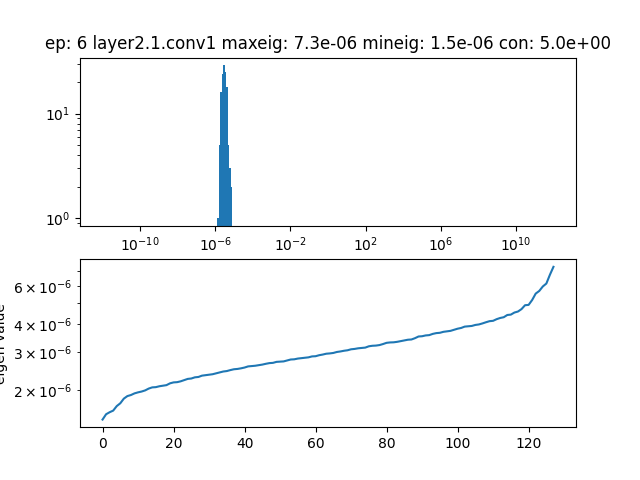 ep: 6 layer2.1.conv1 maxeig: 7.3e-06 mineig: 1.5e-06 con: 5.0e+00
10¹
10⁰
10⁻¹⁰ 10⁻⁶ 10⁻² 10² 10⁶ 10¹⁰
6 × 10⁻⁶
4 × 10⁻⁶
3 × 10⁻⁶
2 × 10⁻⁶
eigen value
0 20 40 60 80 100 120